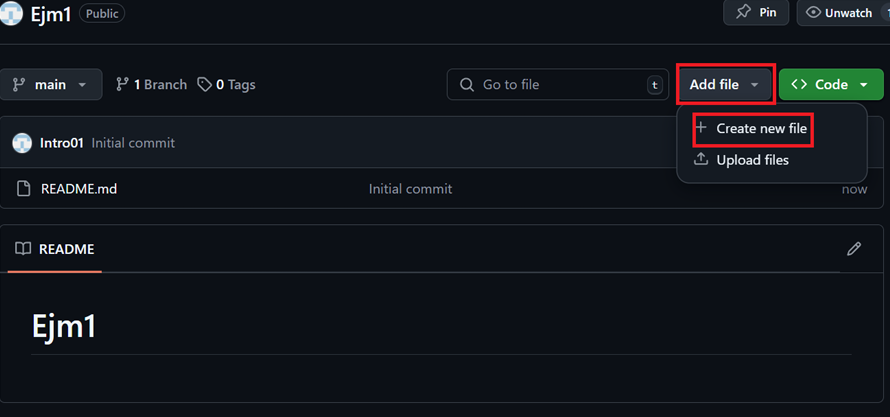 Ejm1 Public Pin Unwatch
main 1 Branch 0 Tags Go to file t Add file Code
Create new file
Intro01 Initial commit
Upload files
README.md Initial commit now
README
Ejm1